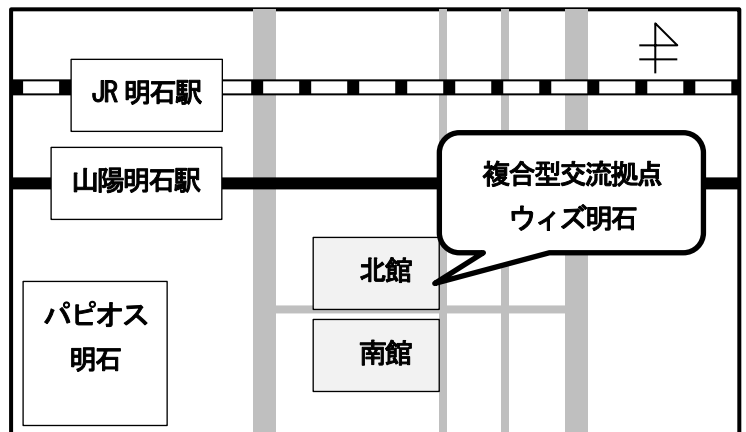 JR 明石駅
山陽明石駅
複合型交流拠点
ウィズ明石
北館
パピオス
明石
南館